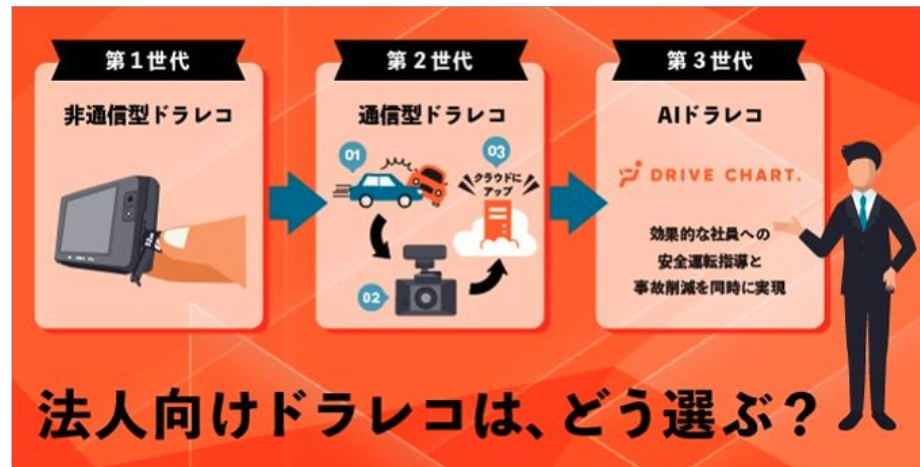 第1世代
非通信型ドラレコ
第2世代
通信型ドラレコ
01
02
03
クラウドに
アップ
第3世代
AIドラレコ
DRIVE CHART.
効果的な社員への
安全運転指導と
事故削減を同時に実現
法人向けドラレコは、どう選ぶ?